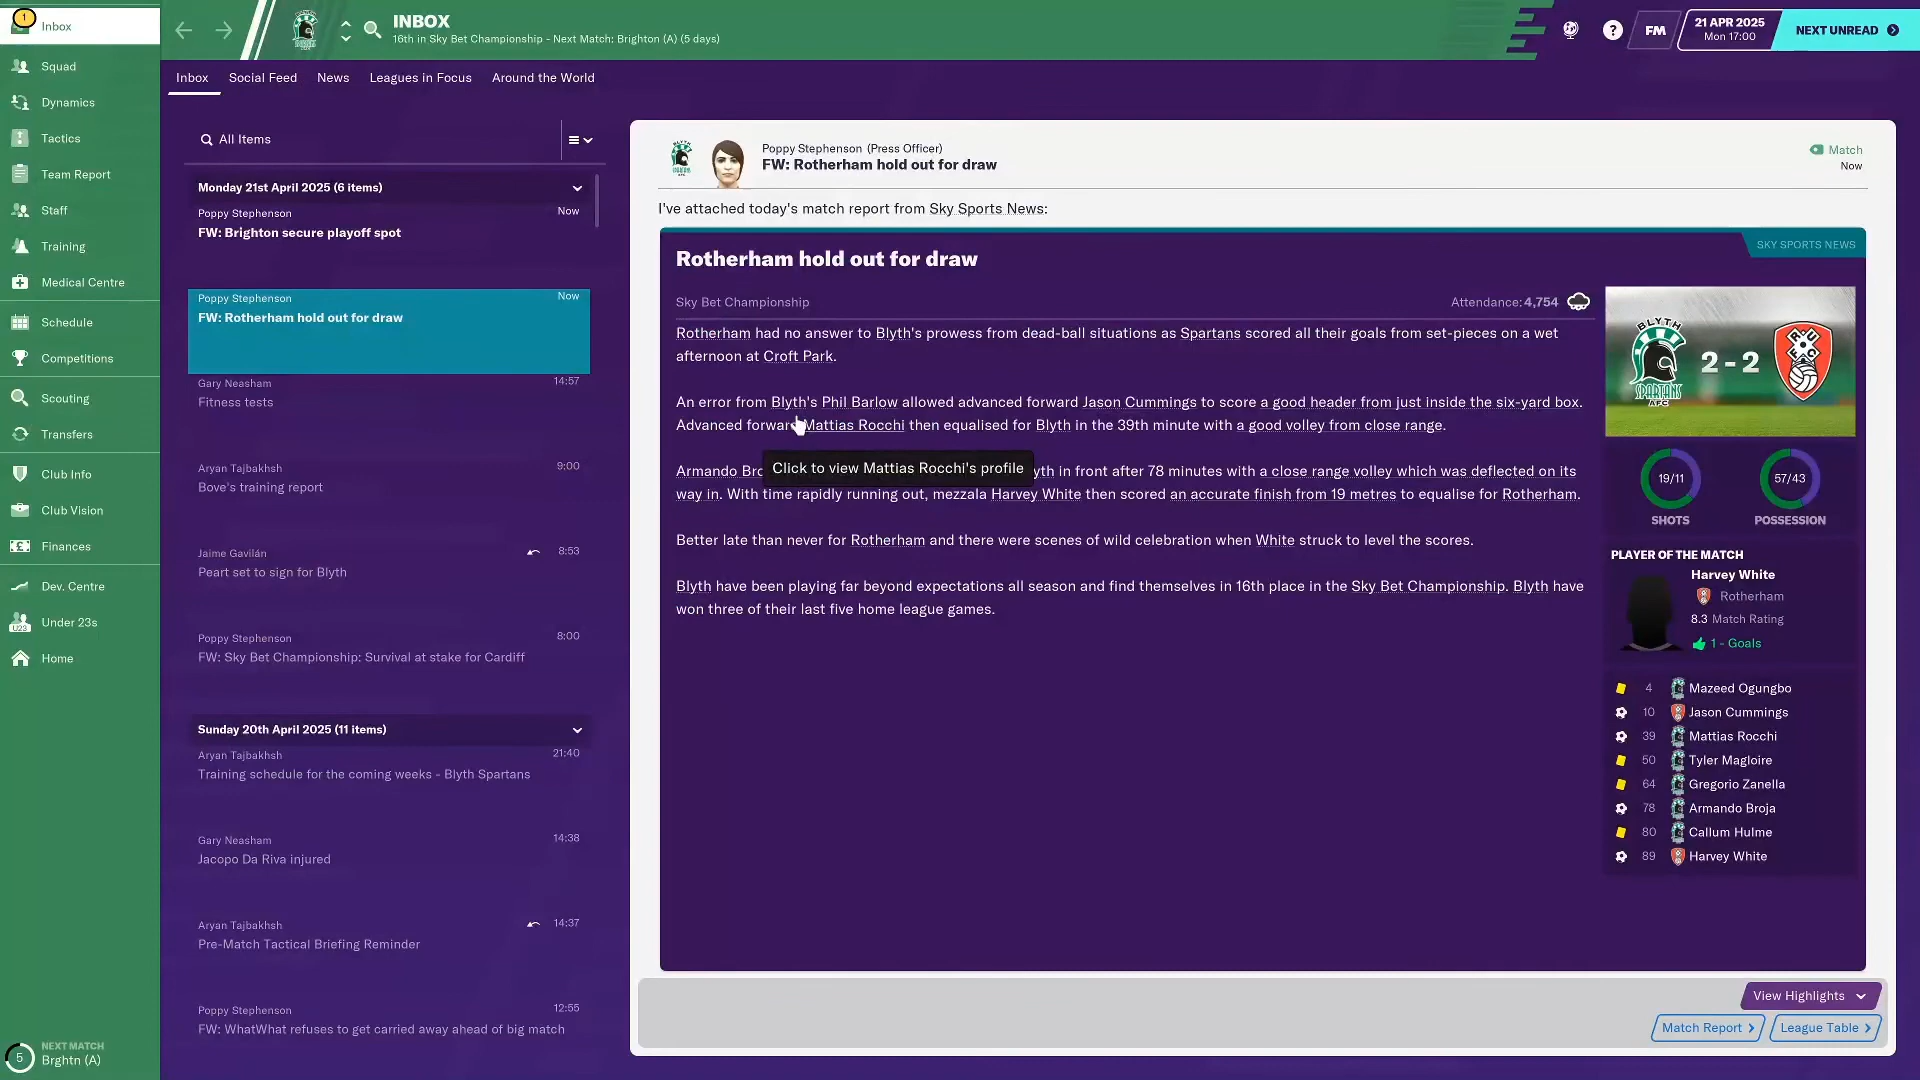 1
Inbox
Squad
Dynamics
Tactics
Team Report
Staff
Training
Medical Centre
Schedule
Competitions
Scouting
Transfers
Club Info
Club Vision
Finances
Dev. Centre
Under 23s
Home
5
NEXT MATCH
Brghtn (A)
INBOX
16th in Sky Bet Championship - Next Match: Brighton (A) (5 days)
?
FM
21 APR 2025
Mon 17:00
NEXT UNREAD
Inbox Social Feed News Leagues in Focus Around the World
All Items
Monday 21st April 2025 (6 items)
Poppy Stephenson Now
FW: Brighton secure playoff spot
Poppy Stephenson Now
FW: Rotherham hold out for draw
Gary Neasham 14:57
Fitness tests
Aryan Tajbakhsh 9:00
Bove's training report
Jaime Gavilán 8:53
Peart set to sign for Blyth
Poppy Stephenson 8:00
FW: Sky Bet Championship: Survival at stake for Cardiff
Sunday 20th April 2025 (11 items)
Aryan Tajbakhsh 21:40
Training schedule for the coming weeks - Blyth Spartans
Gary Neasham 14:38
Jacopo Da Riva injured
Aryan Tajbakhsh 14:37
Pre-Match Tactical Briefing Reminder
Poppy Stephenson 12:55
FW: WhatWhat refuses to get carried away ahead of big match
Poppy Stephenson (Press Officer)
FW: Rotherham hold out for draw
Match
Now
I've attached today's match report from Sky Sports News:
SKY SPORTS NEWS
Rotherham hold out for draw
Sky Bet Championship Attendance: 4,754
Rotherham had no answer to Blyth's prowess from dead-ball situations as Spartans scored all their goals from set-pieces on a wet
afternoon at Croft Park.
An error from Blyth's Phil Barlow allowed advanced forward Jason Cummings to score a good header from just inside the six-yard box.
Advanced forward Mattias Rocchi then equalised for Blyth in the 39th minute with a good volley from close range.
Click to view Mattias Rocchi's profile
Armando Bro yth in front after 78 minutes with a close range volley which was deflected on its
way in. With time rapidly running out, mezzala Harvey White then scored an accurate finish from 19 metres to equalise for Rotherham.
Better late than never for Rotherham and there were scenes of wild celebration when White struck to level the scores.
Blyth have been playing far beyond expectations all season and find themselves in 16th place in the Sky Bet Championship. Blyth have
won three of their last five home league games.
BLYTH
SPARTANS
AFC
2 - 2
19/11
SHOTS
57/43
POSSESSION
PLAYER OF THE MATCH
Harvey White
Rotherham
8.3 Match Rating
1 - Goals
4 Mazeed Ogungbo
10 Jason Cummings
39 Mattias Rocchi
50 Tyler Magloire
64 Gregorio Zanella
78 Armando Broja
80 Callum Hulme
89 Harvey White
View Highlights
Match Report
League Table